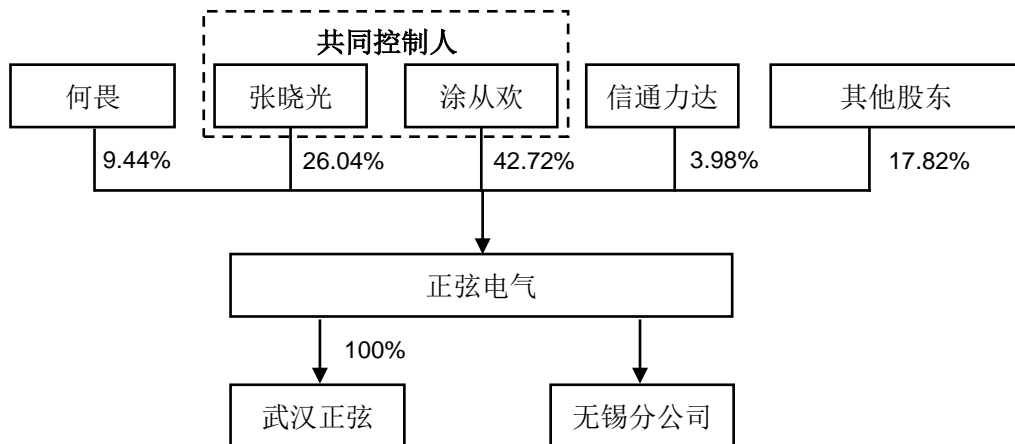 共同控制人
何畏 张晓光 涂从欢 信通力达 其他股东
9.44% 26.04% 42.72% 3.98% 17.82%
正弦电气
100%
武汉正弦 无锡分公司